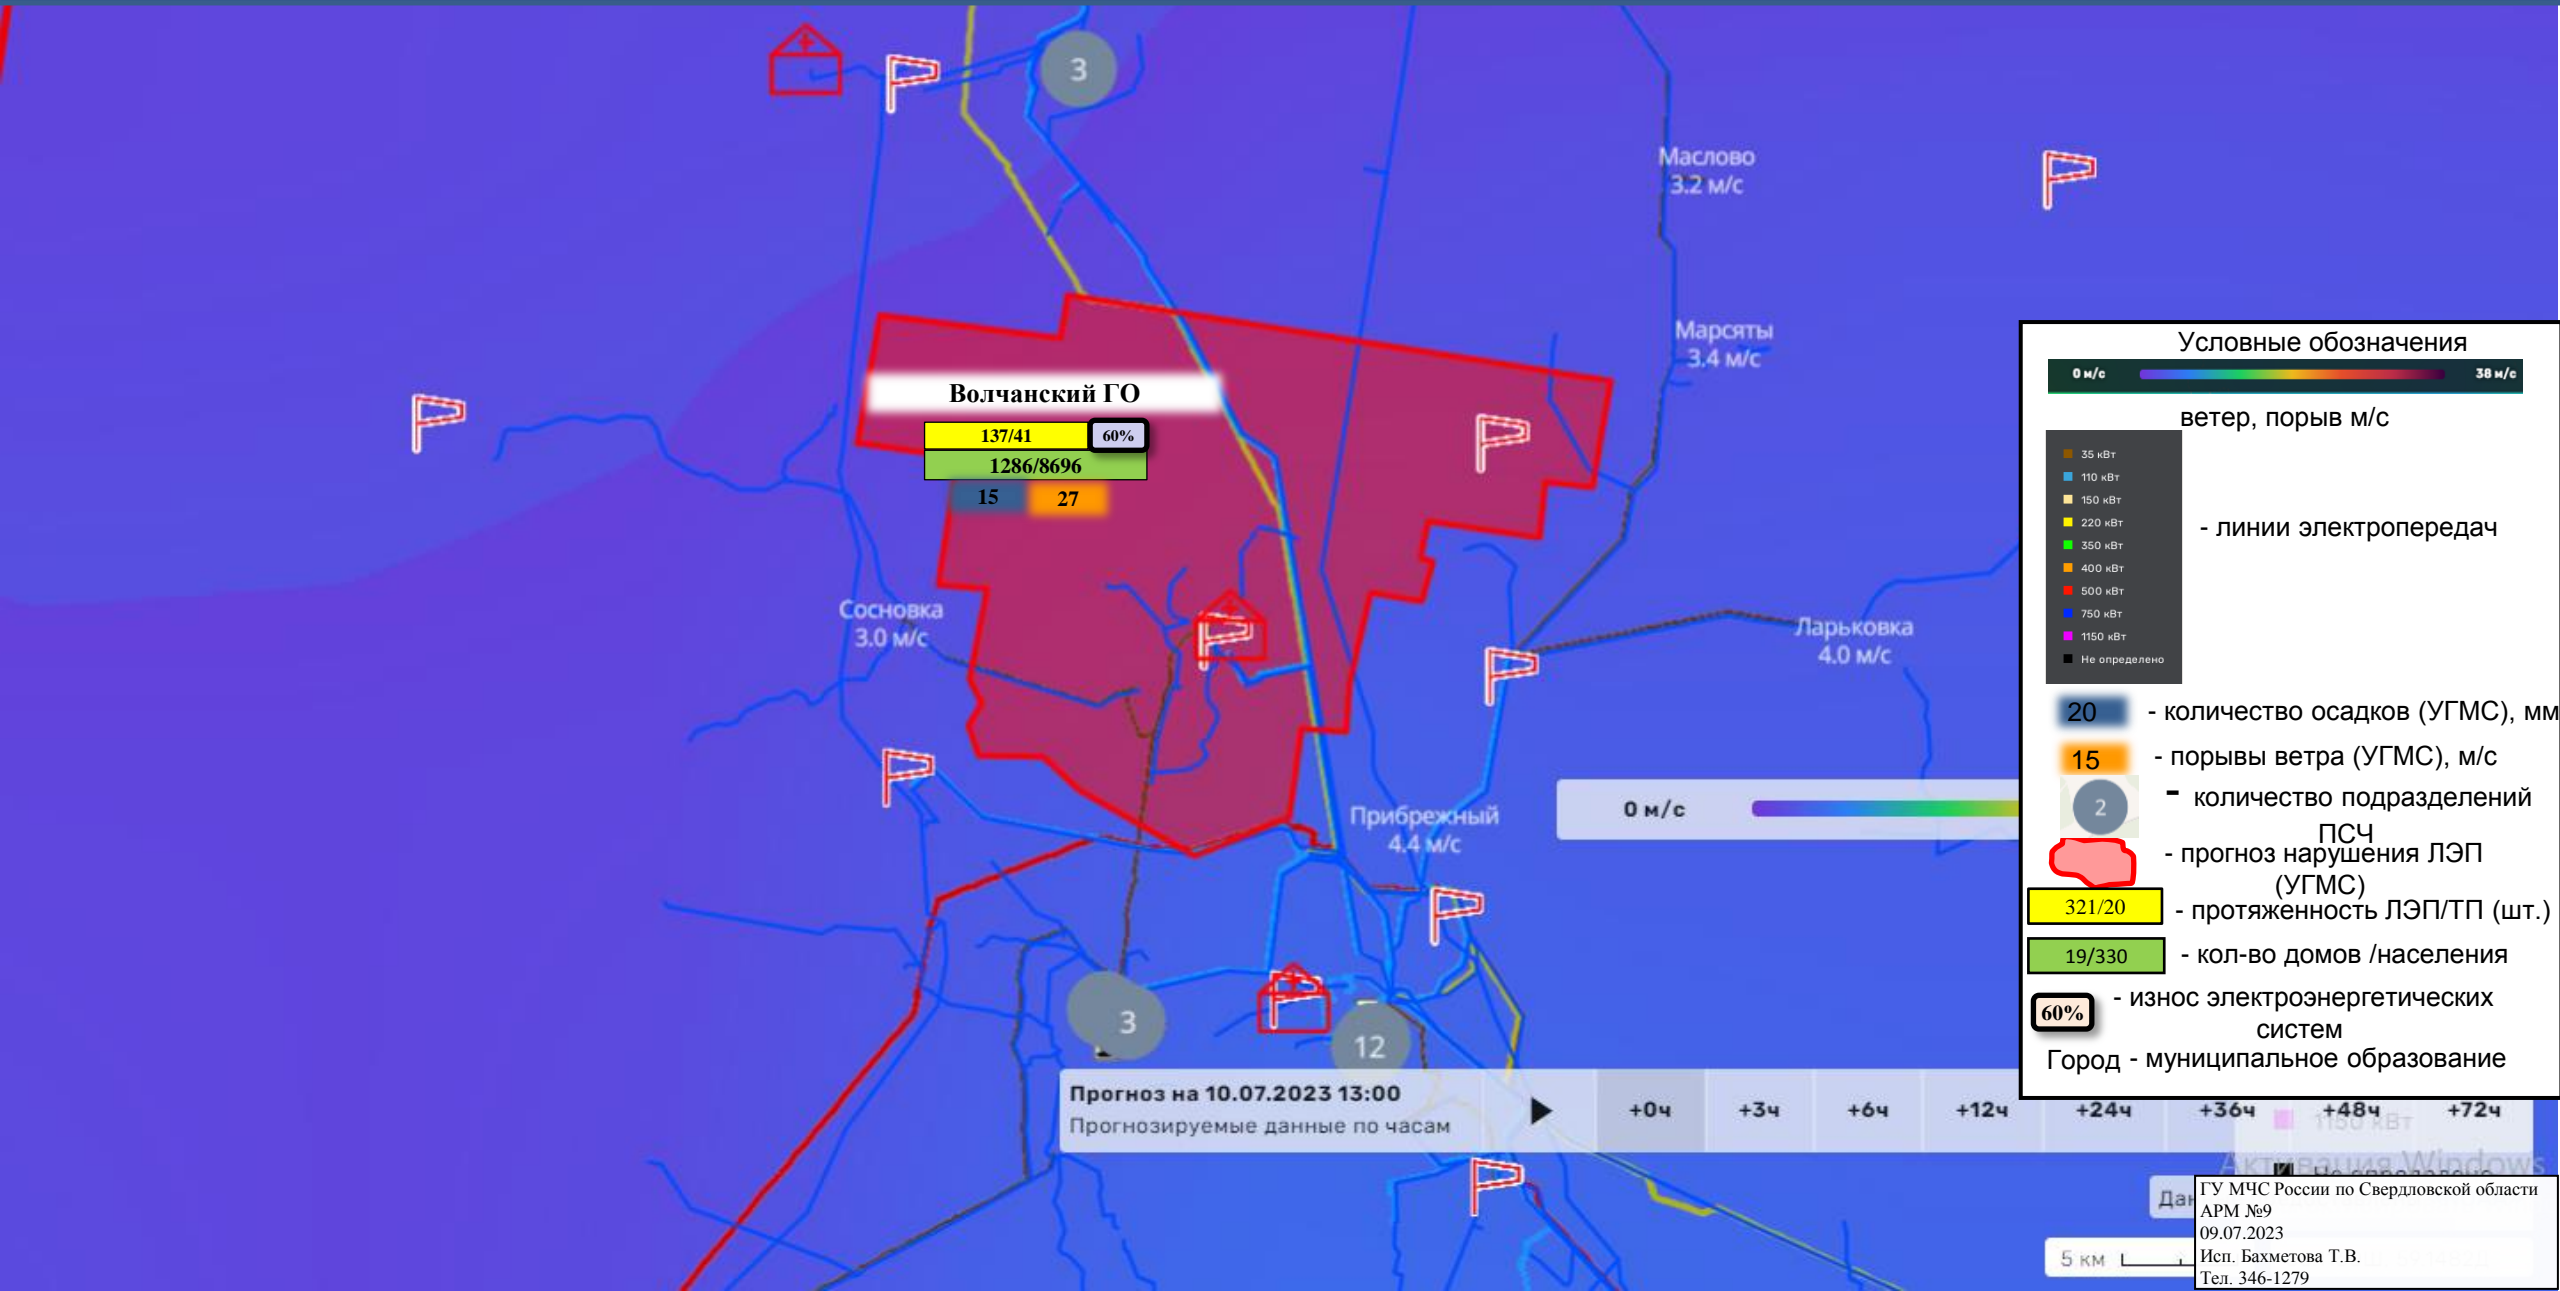 3
Маслово
3.2 м/с
Марсяты
3.4 м/с
Волчанский ГО
137/41
60%
1286/8696
15
27
Сосновка
3.0 м/с
Ларьковка
4.0 м/с
Прибрежный
4.4 м/с
0 м/с
3
12
Условные обозначения
0 м/с
38 м/с
ветер, порыв м/с
35 кВт
110 кВт
150 кВт
220 кВт
350 кВт
400 кВт
500 кВт
750 кВт
1150 кВт
Не определено
- линии электропередач
20 - количество осадков (УГМС), мм
15 - порывы ветра (УГМС), м/с
2 - количество подразделений
ПСЧ
- прогноз нарушения ЛЭП
(УГМС)
321/20 - протяженность ЛЭП/ТП (шт.)
19/330 - кол-во домов /населения
60% - износ электроэнергетических
систем
Город - муниципальное образование
Прогноз на 10.07.2023 13:00
Прогнозируемые данные по часам
+0ч
+3ч
+6ч
+12ч
+24ч
+36ч
+48ч
+72ч
1150 кВт
Активация Windows
Не определено
5 км
ГУ МЧС России по Свердловской области
АРМ №9
09.07.2023
Исп. Бахметова Т.В.
Тел. 346-1279